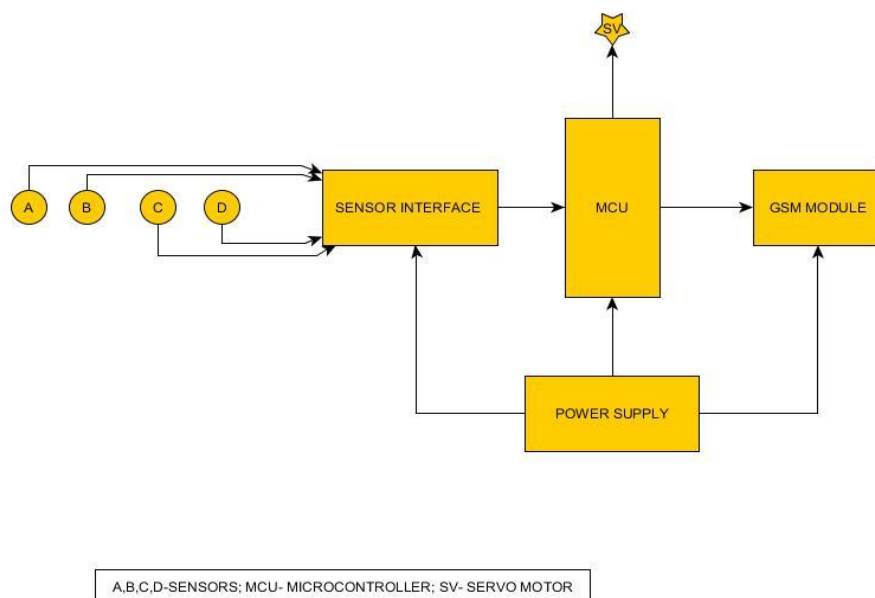 SV
A
B
C
D
SENSOR INTERFACE
MCU
GSM MODULE
POWER SUPPLY
A,B,C,D-SENSORS; MCU- MICROCONTROLLER; SV- SERVO MOTOR